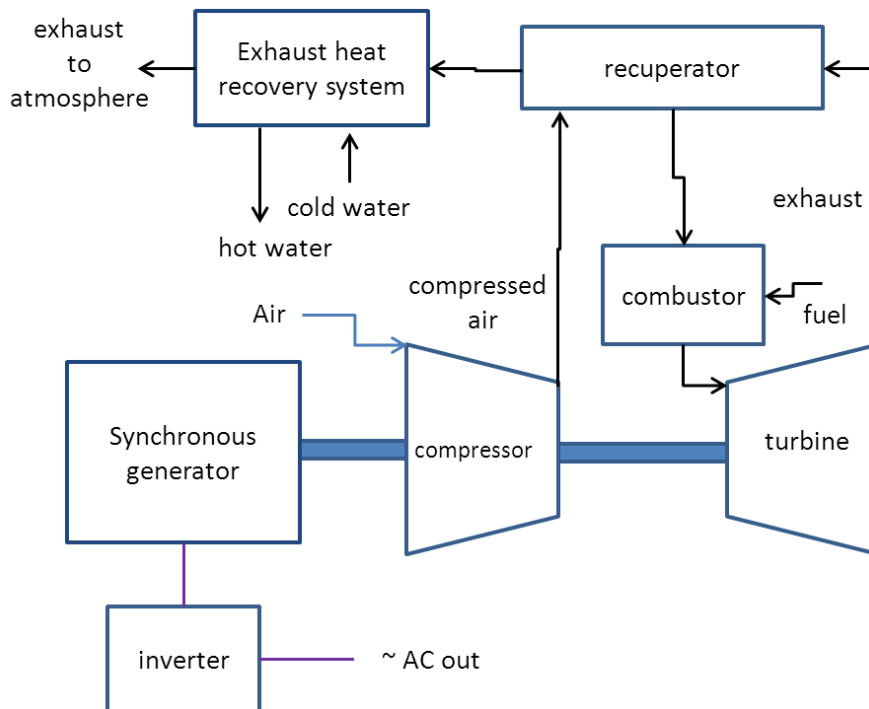 exhaust
to
atmosphere
Exhaust heat
recovery system
recuperator
cold water
hot water
exhaust
compressed
air
combustor
fuel
Air
Synchronous
generator
compressor
turbine
inverter
~ AC out